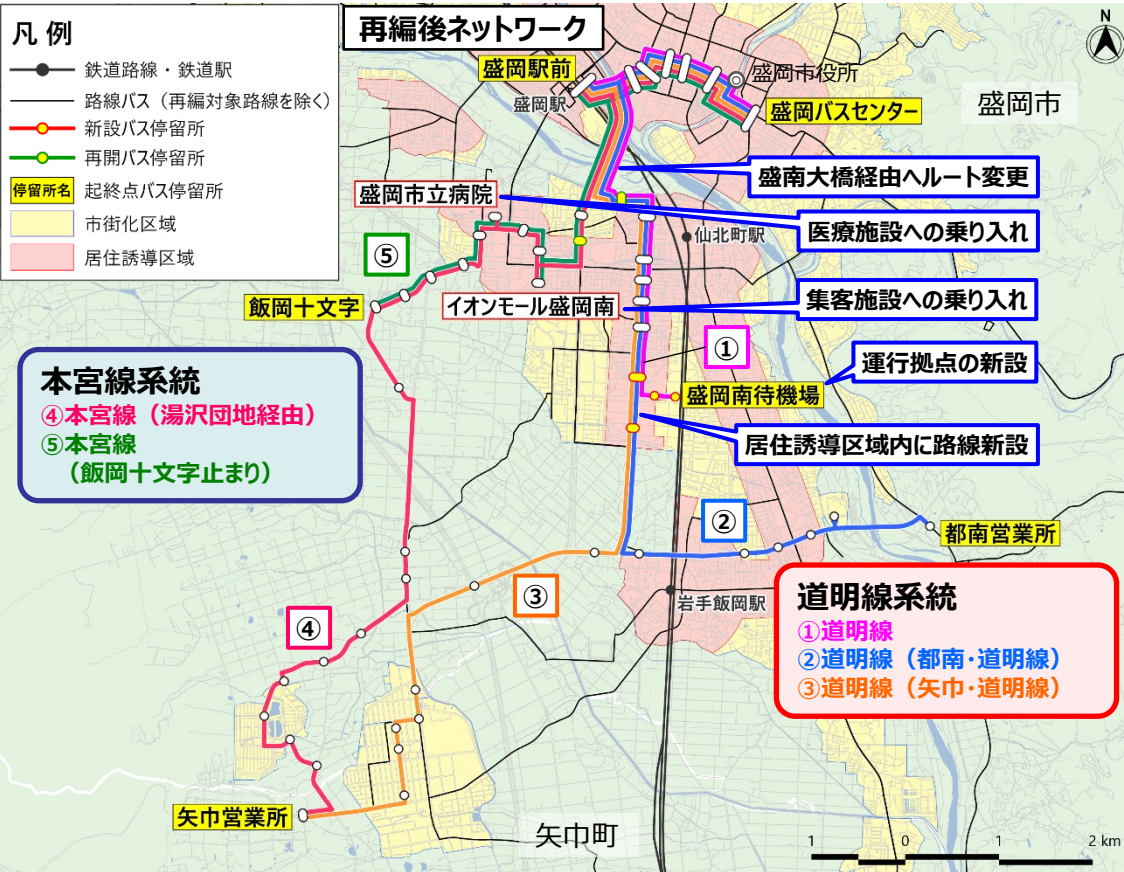 再編後ネットワーク
N
凡 例
鉄道路線・鉄道駅
路線バス（再編対象路線を除く）
新設バス停留所
再開バス停留所
停留所名 起終点バス停留所
市街化区域
居住誘導区域
盛岡駅前
盛岡駅
盛岡市役所
盛岡バスセンター
盛岡市
盛南大橋経由へルート変更
盛岡市立病院
医療施設への乗り入れ
仙北町駅
⑤
飯岡十文字
イオンモール盛岡南
集客施設への乗り入れ
①
運行拠点の新設
盛岡南待機場
居住誘導区域内に路線新設
本宮線系統
④本宮線（湯沢団地経由）
⑤本宮線
（飯岡十文字止まり）
②
都南営業所
③
岩手飯岡駅
④
道明線系統
①道明線
②道明線（都南・道明線）
③道明線（矢巾・道明線）
矢巾営業所
矢巾町
1 0 1 2 km